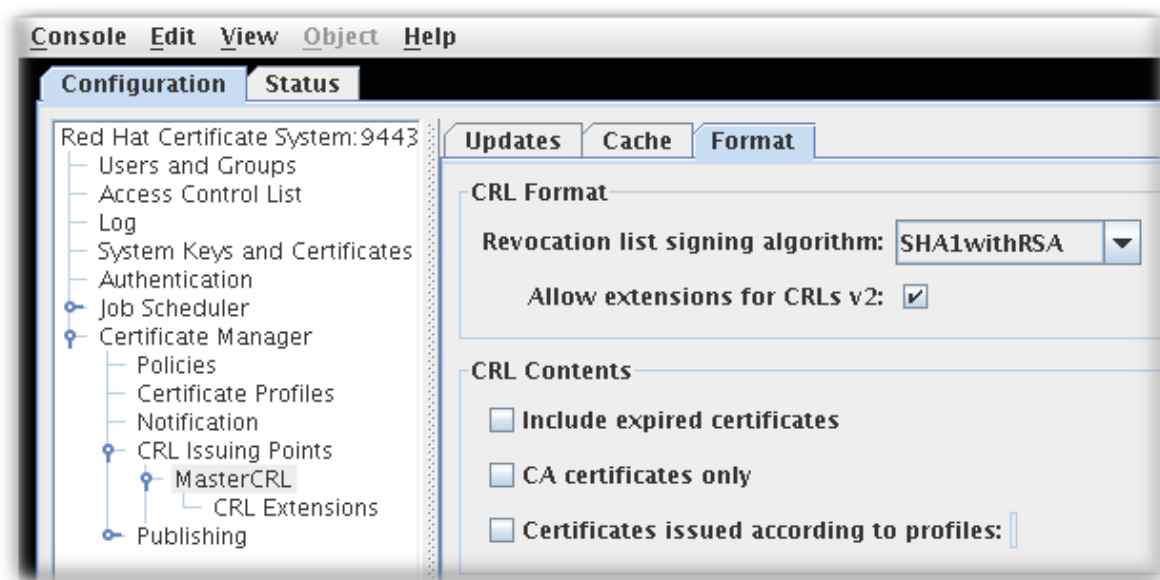 Console Edit View Object Help
Configuration Status
Red Hat Certificate System:9443
Users and Groups
Access Control List
Log
System Keys and Certificates
Authentication
Job Scheduler
Certificate Manager
Policies
Certificate Profiles
Notification
CRL Issuing Points
MasterCRL
CRL Extensions
Publishing
Updates Cache Format
CRL Format
Revocation list signing algorithm: SHA1withRSA
Allow extensions for CRLs v2:
CRL Contents
Include expired certificates
CA certificates only
Certificates issued according to profiles: